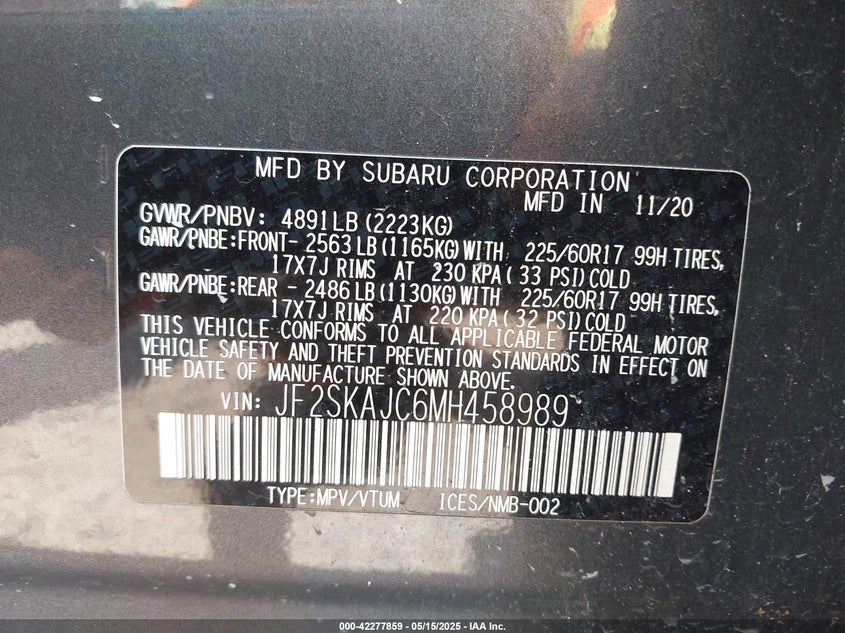 MFD BY SUBARU CORPORATION
MFD IN 11/20
GVWR/PNBV: 4891LB(2223KG)
GAWR/PNBE:FRONT- 2563LB(1165KG)WITH 225/60R17 99H TIRES,
17X7J RIMS AT 230 KPA( 33 PSI)COLD
GAWR/PNBE:REAR - 2486LB(1130KG)WITH 225/60R17 99H TIRES,
17X7J RIMS AT 220 KPA( 32 PSI)COLD
THIS VEHICLE CONFORMS TO ALL APPLICABLE FEDERAL MOTOR
VEHICLE SAFETY AND THEFT PREVENTION STANDARDS IN EFFECT ON
THE DATE OF MANUFACTURE SHOWN ABOVE.
VIN: JF2SKAJC6MH458989
TYPE:MPV/VTUM ICES/NMB-002
000-42277859 - 05/15/2025 - IAA Inc.